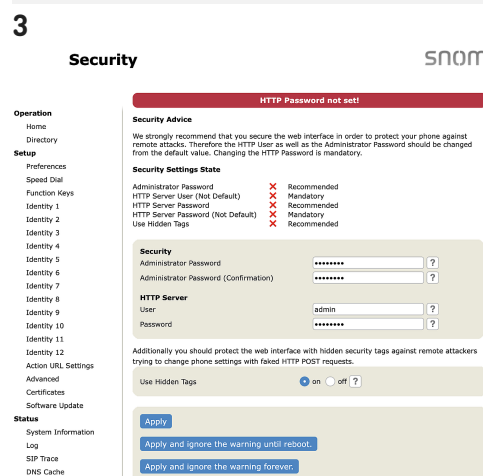 3
Security
snom
HTTP Password not set!
Operation
Home
Directory
Setup
Preferences
Speed Dial
Function Keys
Identity 1
Identity 2
Identity 3
Identity 4
Identity 5
Identity 6
Identity 7
Identity 8
Identity 9
Identity 10
Identity 11
Identity 12
Action URL Settings
Advanced
Certificates
Software Update
Status
System Information
Log
SIP Trace
DNS Cache
Security Advice
We strongly recommend that you secure the web interface in order to protect your phone against
remote attacks. Therefore the HTTP User as well as the Administrator Password should be changed
from the default value. Changing the HTTP Password is mandatory.
Security Settings State
Administrator Password Recommended
HTTP Server User (Not Default) Mandatory
HTTP Server Password Recommended
HTTP Server Password (Not Default) Mandatory
Use Hidden Tags Recommended
Security
Administrator Password •••••••• ?
Administrator Password (Confirmation) •••••••• ?
HTTP Server
User admin ?
Password •••••••• ?
Additionally you should protect the web interface with hidden security tags against remote attackers
trying to change phone settings with faked HTTP POST requests.
Use Hidden Tags on off ?
Apply
Apply and ignore the warning until reboot.
Apply and ignore the warning forever.